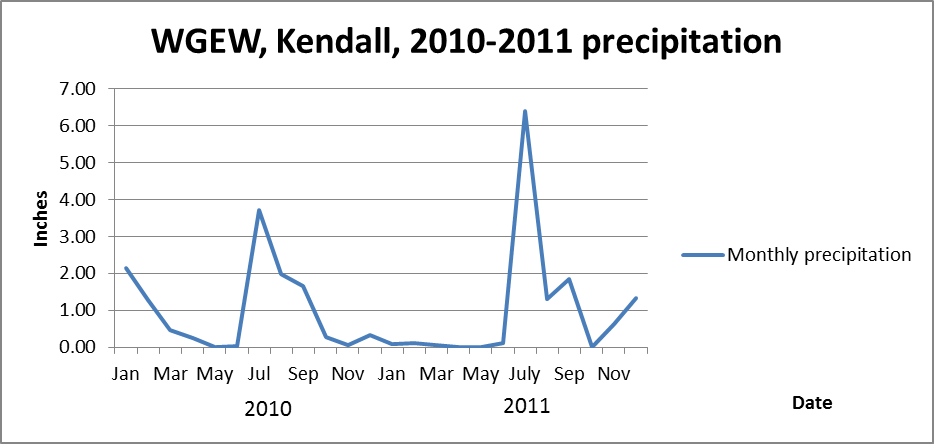 WGEW, Kendall, 2010-2011 precipitation
7.00
6.00
5.00
4.00
3.00
2.00
1.00
0.00
Inches
Monthly precipitation
Jan Mar May Jul Sep Nov Jan Mar May July Sep Nov
2010 2011
Date